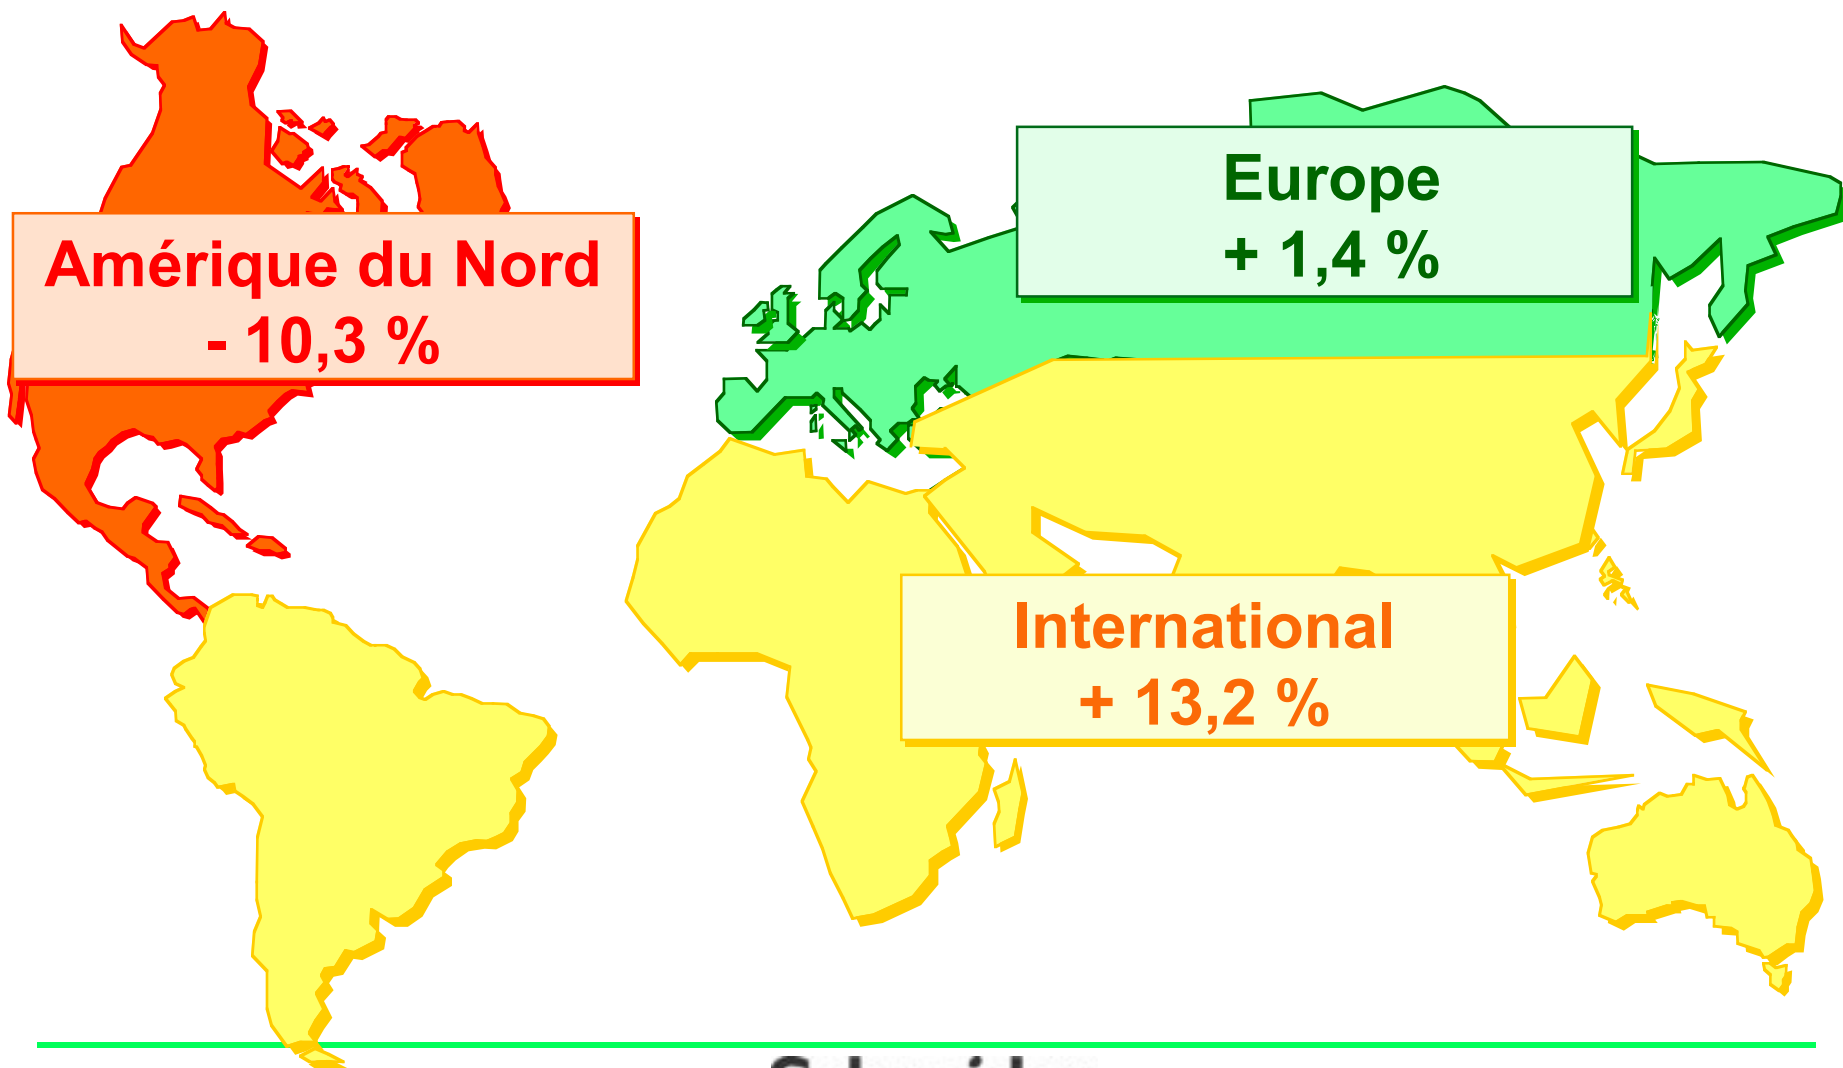 Amérique du Nord
- 10,3 %
Europe
+ 1,4 %
International
+ 13,2 %